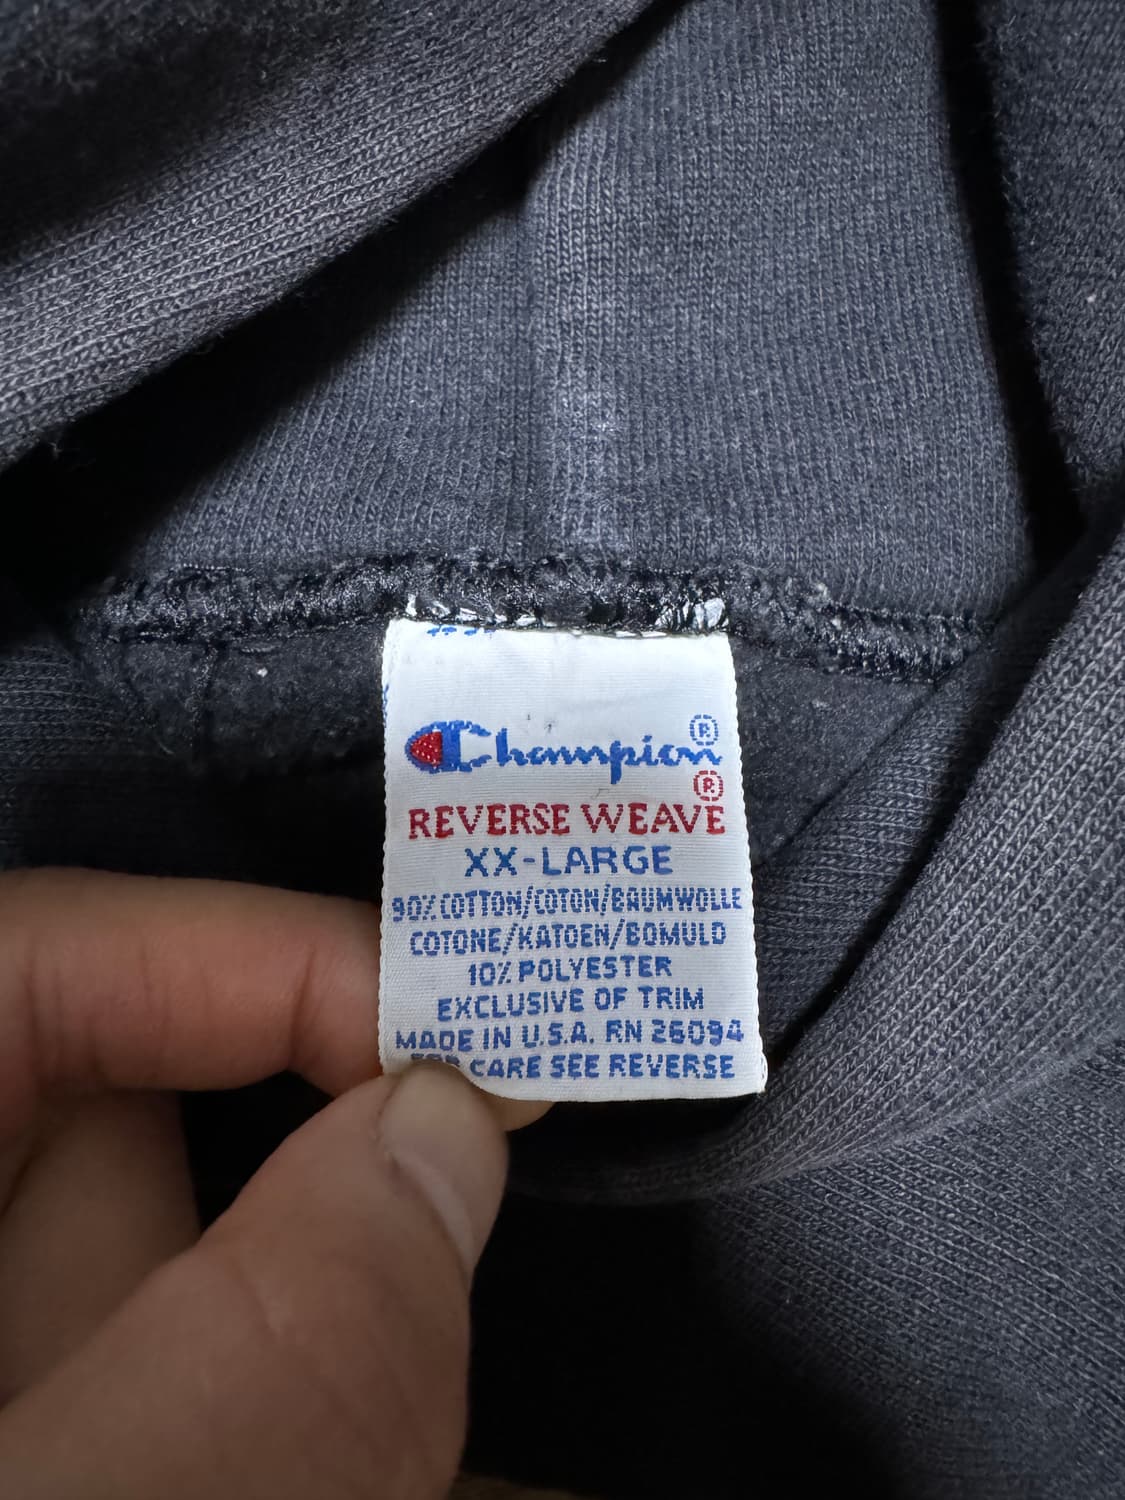 Champion®
®
REVERSE WEAVE
XX-LARGE
90% COTTON/COTON/BAUMWOLLE
COTONE/KATOEN/BOMULD
10% POLYESTER
EXCLUSIVE OF TRIM
MADE IN U.S.A. RN 26094
FOR CARE SEE REVERSE